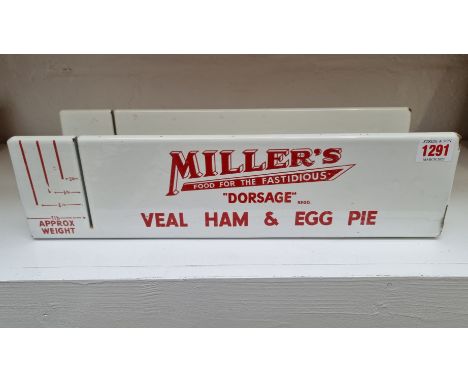 MILLER'S
FOOD FOR THE FASTIDIOUS
"DORSAGE" REGD.
VEAL HAM & EGG PIE
APPROX
WEIGHT
1291